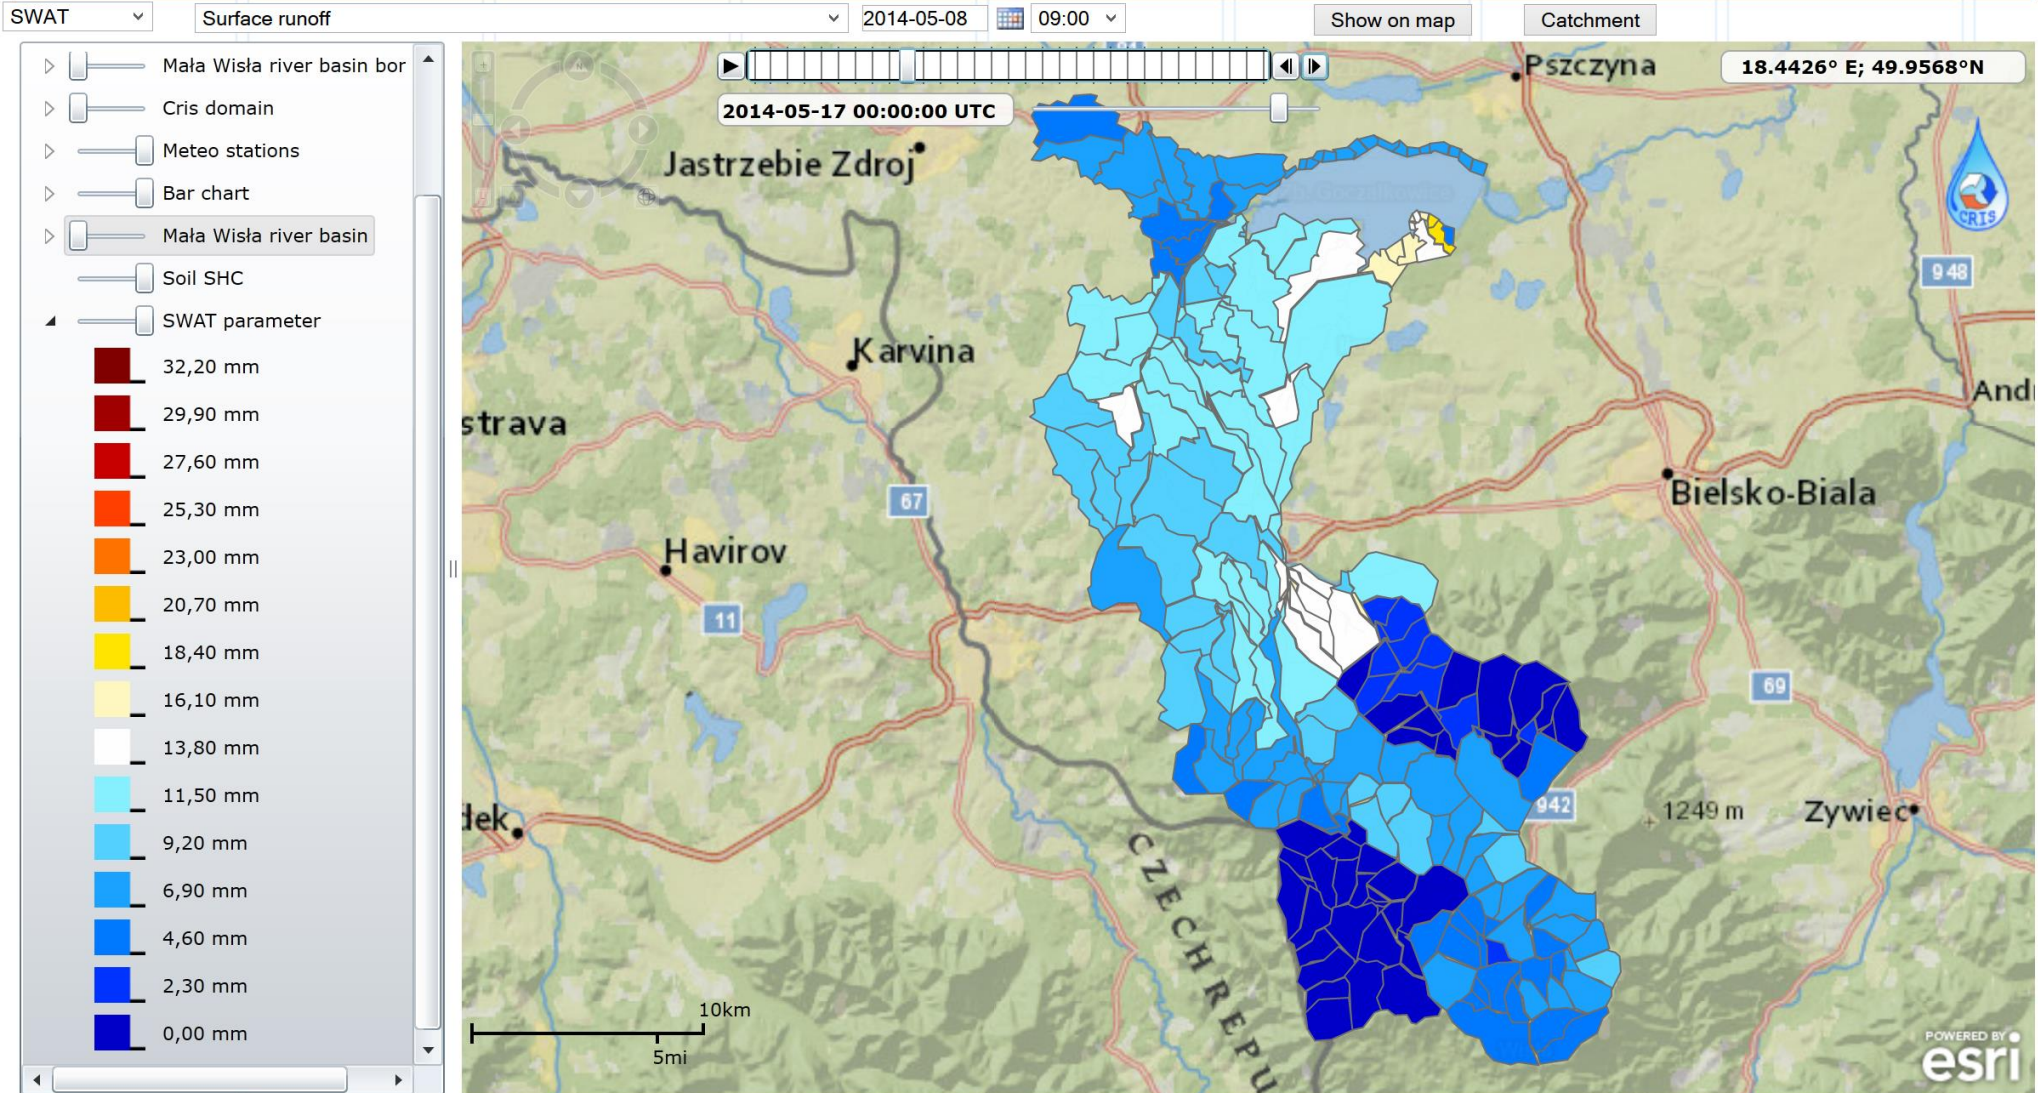 SWAT
Surface runoff
2014-05-08
09:00
Show on map
Catchment
Mała Wisła river basin bor
Cris domain
Meteo stations
Bar chart
Mała Wisła river basin
Soil SHC
SWAT parameter
32,20 mm
29,90 mm
27,60 mm
25,30 mm
23,00 mm
20,70 mm
18,40 mm
16,10 mm
13,80 mm
11,50 mm
9,20 mm
6,90 mm
4,60 mm
2,30 mm
0,00 mm
2014-05-17 00:00:00 UTC
18.4426° E; 49.9568°N
Pszczyna
Jastrzebie Zdroj
CRIS
948
Karvina
Andr
strava
Bielsko-Biala
67
Havirov
11
69
942
1249 m
Zywiec
dek
CZECH REPU
10km
5mi
POWERED BY
esri